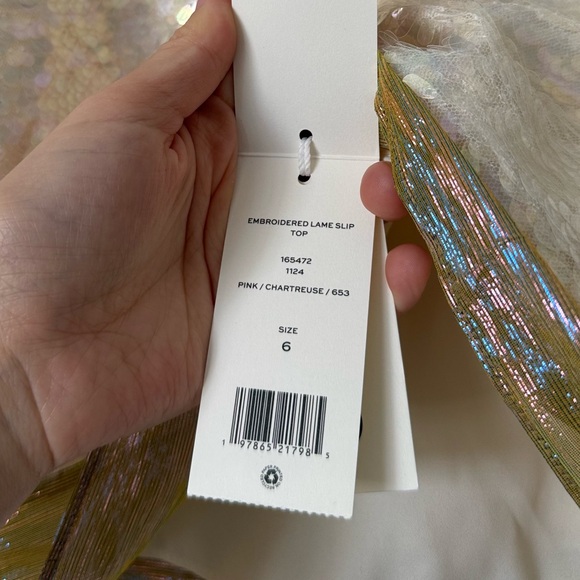 EMBROIDERED LAME SLIP
TOP
165472
1124
PINK / CHARTREUSE / 653
SIZE
6
1 97865 21798 5